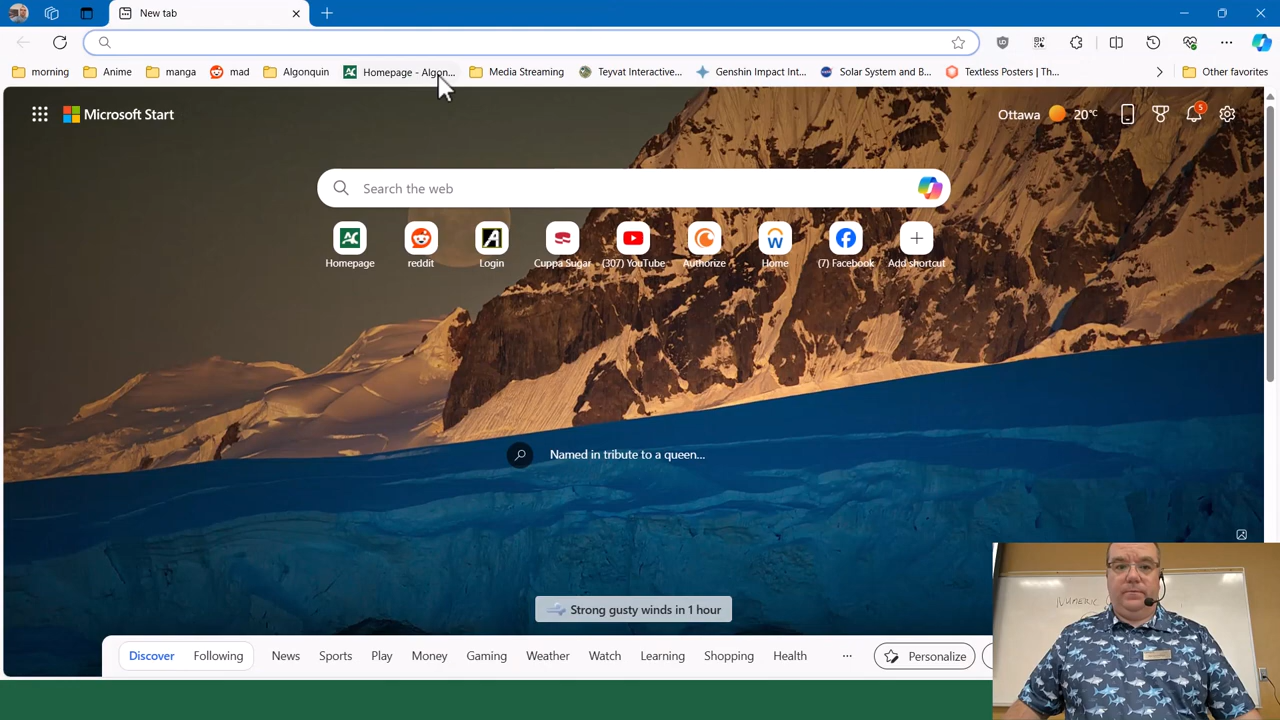 New tab
morning
Anime
manga
mad
Algonquin
Homepage - Algon...
Media Streaming
Teyvat Interactive...
Genshin Impact Int...
Solar System and B...
Textless Posters | Th...
Other favorites
Microsoft Start
Ottawa 20°C
5
Search the web
Homepage
reddit
Login
Cuppa Sugar
(307) YouTube
Authorize
Home
(7) Facebook
Add shortcut
Named in tribute to a queen...
Strong gusty winds in 1 hour
Discover
Following
News
Sports
Play
Money
Gaming
Weather
Watch
Learning
Shopping
Health
...
Personalize
NUMERIC